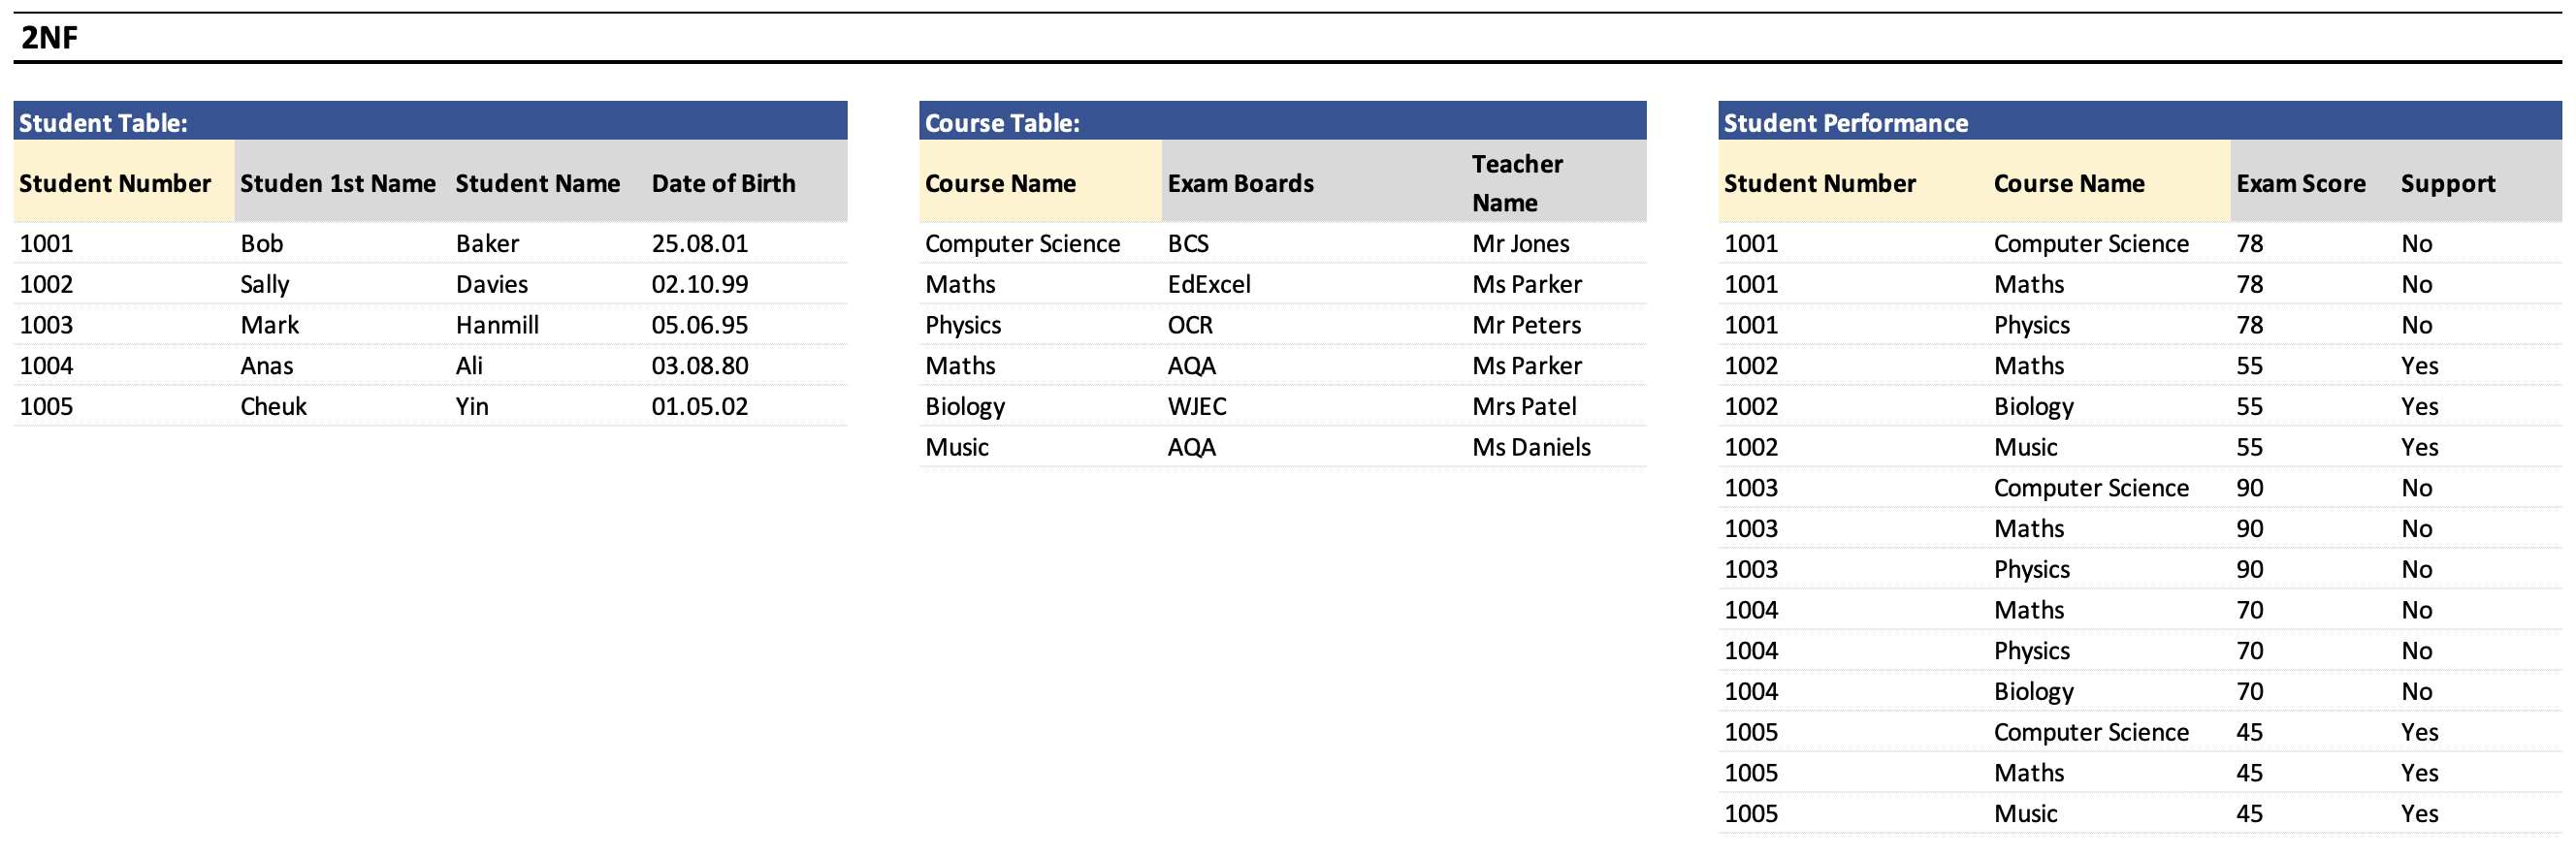 2NF
Student Table:
Student Number Studen 1st Name Student Name Date of Birth
1001 Bob Baker 25.08.01
1002 Sally Davies 02.10.99
1003 Mark Hanmill 05.06.95
1004 Anas Ali 03.08.80
1005 Cheuk Yin 01.05.02
Course Table:
Course Name Exam Boards Teacher
Name
Computer Science BCS Mr Jones
Maths EdExcel Ms Parker
Physics OCR Mr Peters
Maths AQA Ms Parker
Biology WJEC Mrs Patel
Music AQA Ms Daniels
Student Performance
Student Number Course Name Exam Score Support
1001 Computer Science 78 No
1001 Maths 78 No
1001 Physics 78 No
1002 Maths 55 Yes
1002 Biology 55 Yes
1002 Music 55 Yes
1003 Computer Science 90 No
1003 Maths 90 No
1003 Physics 90 No
1004 Maths 70 No
1004 Physics 70 No
1004 Biology 70 No
1005 Computer Science 45 Yes
1005 Maths 45 Yes
1005 Music 45 Yes